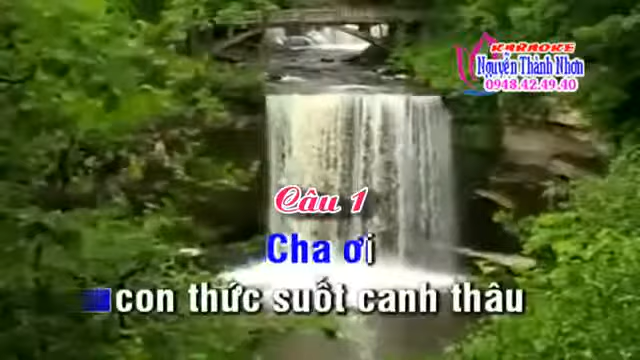 KARAOKE
Nguyễn Thành Nhơn
0948.42.49.40
Câu 1
Cha ơi
con thức suốt canh thâu